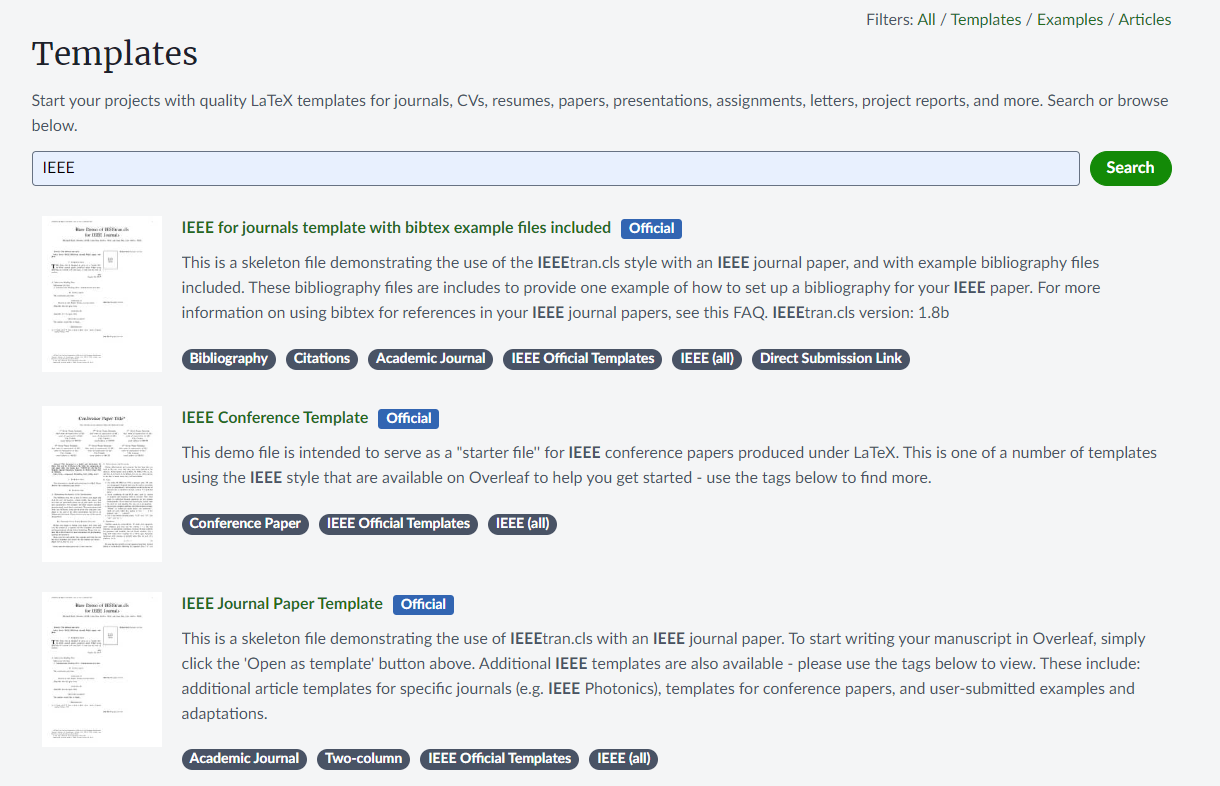 Filters: All / Templates / Examples / Articles
Templates
Start your projects with quality LaTeX templates for journals, CVs, resumes, papers, presentations, assignments, letters, project reports, and more. Search or browse
below.
IEEE
Search
IEEE for journals template with bibtex example files included Official
This is a skeleton file demonstrating the use of the IEEEtran.cls style with an IEEE journal paper, and with example bibliography files
included. These bibliography files are includes to provide one example of how to set up a bibliography for your IEEE paper. For more
information on using bibtex for references in your IEEE journal papers, see this FAQ. IEEEtran.cls version: 1.8b
Bibliography Citations Academic Journal IEEE Official Templates IEEE (all) Direct Submission Link
Conference Paper Title*
IEEE Conference Template Official
This demo file is intended to serve as a "starter file" for IEEE conference papers produced under LaTeX. This is one of a number of templates
using the IEEE style that are available on Overleaf to help you get started - use the tags below to find more.
Conference Paper IEEE Official Templates IEEE (all)
IEEE Journal Paper Template Official
This is a skeleton file demonstrating the use of IEEEtran.cls with an IEEE journal paper. To start writing your manuscript in Overleaf, simply
click the 'Open as template' button above. Additional IEEE templates are also available - please use the tags below to view. These include:
additional article templates for specific journals (e.g. IEEE Photonics), templates for conference papers, and user-submitted examples and
adaptations.
Academic Journal Two-column IEEE Official Templates IEEE (all)